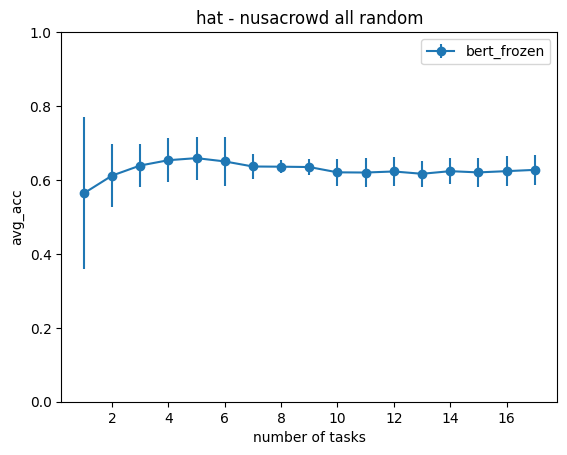 hat - nusacrowd all random
bert_frozen
1.0
0.8
0.6
0.4
0.2
0.0
avg_acc
2 4 6 8 10 12 14 16
number of tasks